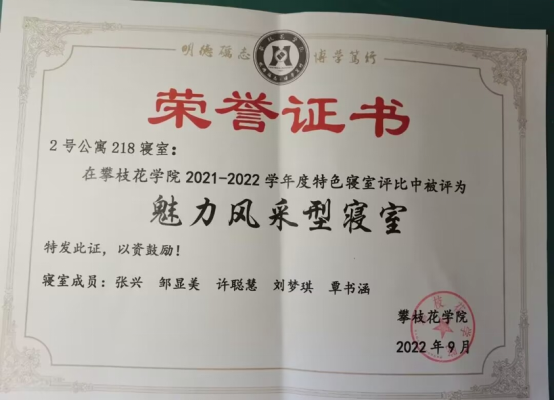 明德砺志 博学笃行
荣誉证书
2号公寓218寝室：
在攀枝花学院2021-2022学年度特色寝室评比中被评为
魅力风采型寝室
特发此证，以资鼓励！
寝室成员：张兴 邹显美 许聪慧 刘梦琪 覃书涵
攀枝花学院
2022年9月